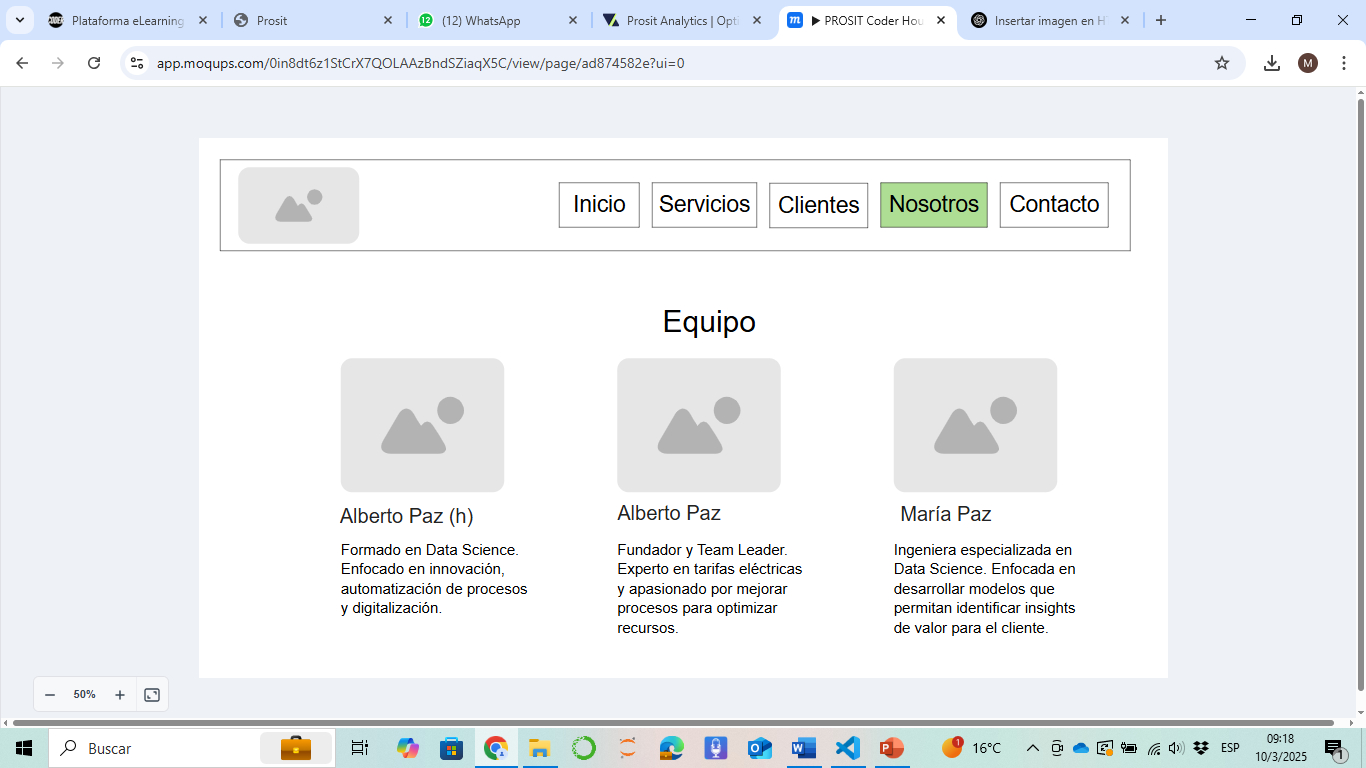 Plataforma eLearning
Prosit
(12) WhatsApp
Prosit Analytics | Opti
▶ PROSIT Coder Hou
Insertar imagen en HT
app.moqups.com/0in8dt6z1StCrX7QOLAAzBndSZiaqX5C/view/page/ad874582e?ui=0
M
Inicio
Servicios
Clientes
Nosotros
Contacto
Equipo
Alberto Paz (h)
Formado en Data Science.
Enfocado en innovación,
automatización de procesos
y digitalización.
Alberto Paz
Fundador y Team Leader.
Experto en tarifas eléctricas
y apasionado por mejorar
procesos para optimizar
recursos.
María Paz
Ingeniera especializada en
Data Science. Enfocada en
desarrollar modelos que
permitan identificar insights
de valor para el cliente.
50%
Buscar
16°C
ESP
09:18
10/3/2025